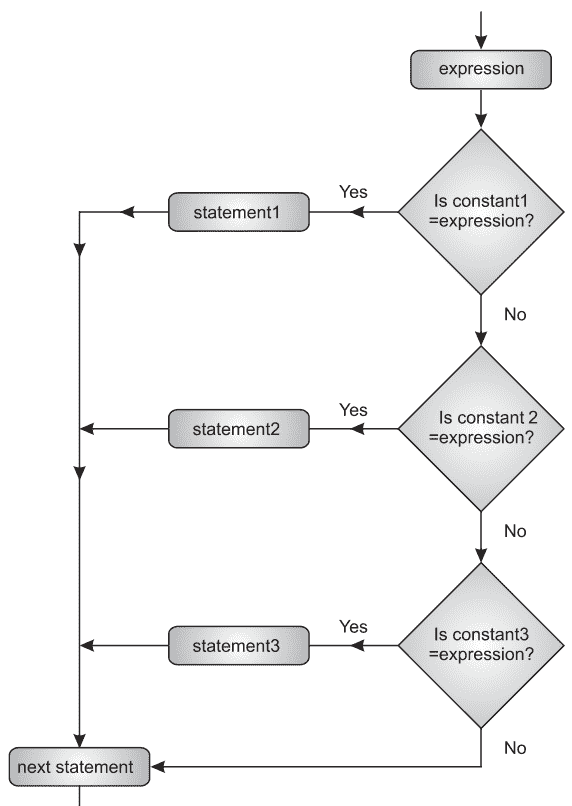 expression
Is constant1
=expression?
Yes
statement1
No
Is constant 2
=expression?
Yes
statement2
No
Is constant3
=expression?
Yes
statement3
No
next statement